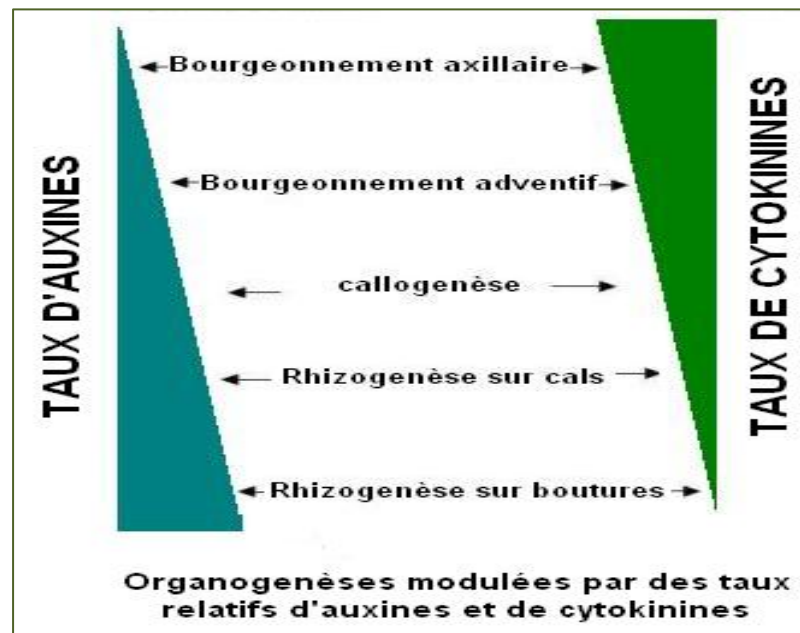 TAUX D'AUXINES
Bourgeonnement axillaire
Bourgeonnement adventif
callogenèse
Rhizogenèse sur cals
Rhizogenèse sur boutures
TAUX DE CYTOKININES
Organogenèses modulées par des taux
relatifs d'auxines et de cytokinines